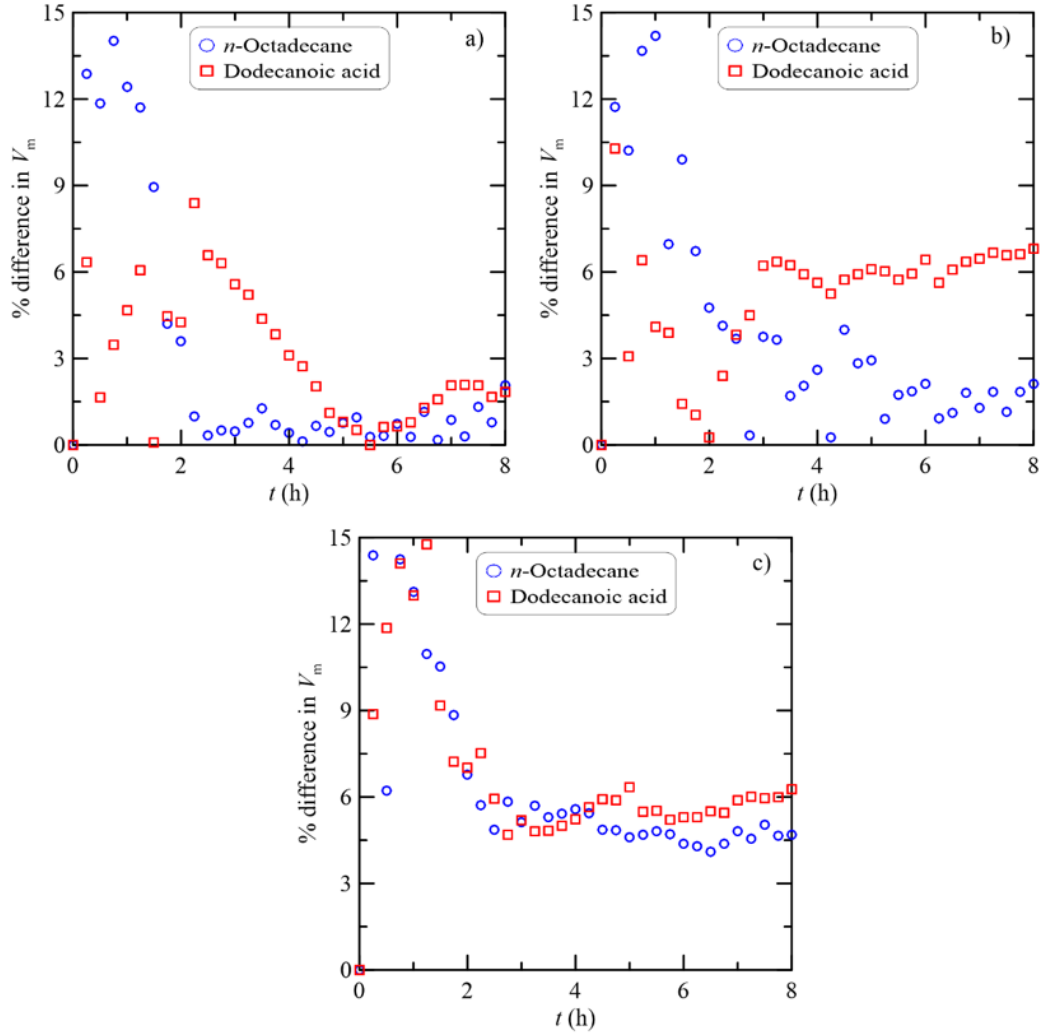 15
12
9
6
3
0
% difference in Vm
n-Octadecane
Dodecanoic acid
a)
0 2 4 6 8
t (h)
15
12
9
6
3
0
% difference in Vm
n-Octadecane
Dodecanoic acid
b)
0 2 4 6 8
t (h)
15
12
9
6
3
0
% difference in Vm
n-Octadecane
Dodecanoic acid
c)
0 2 4 6 8
t (h)